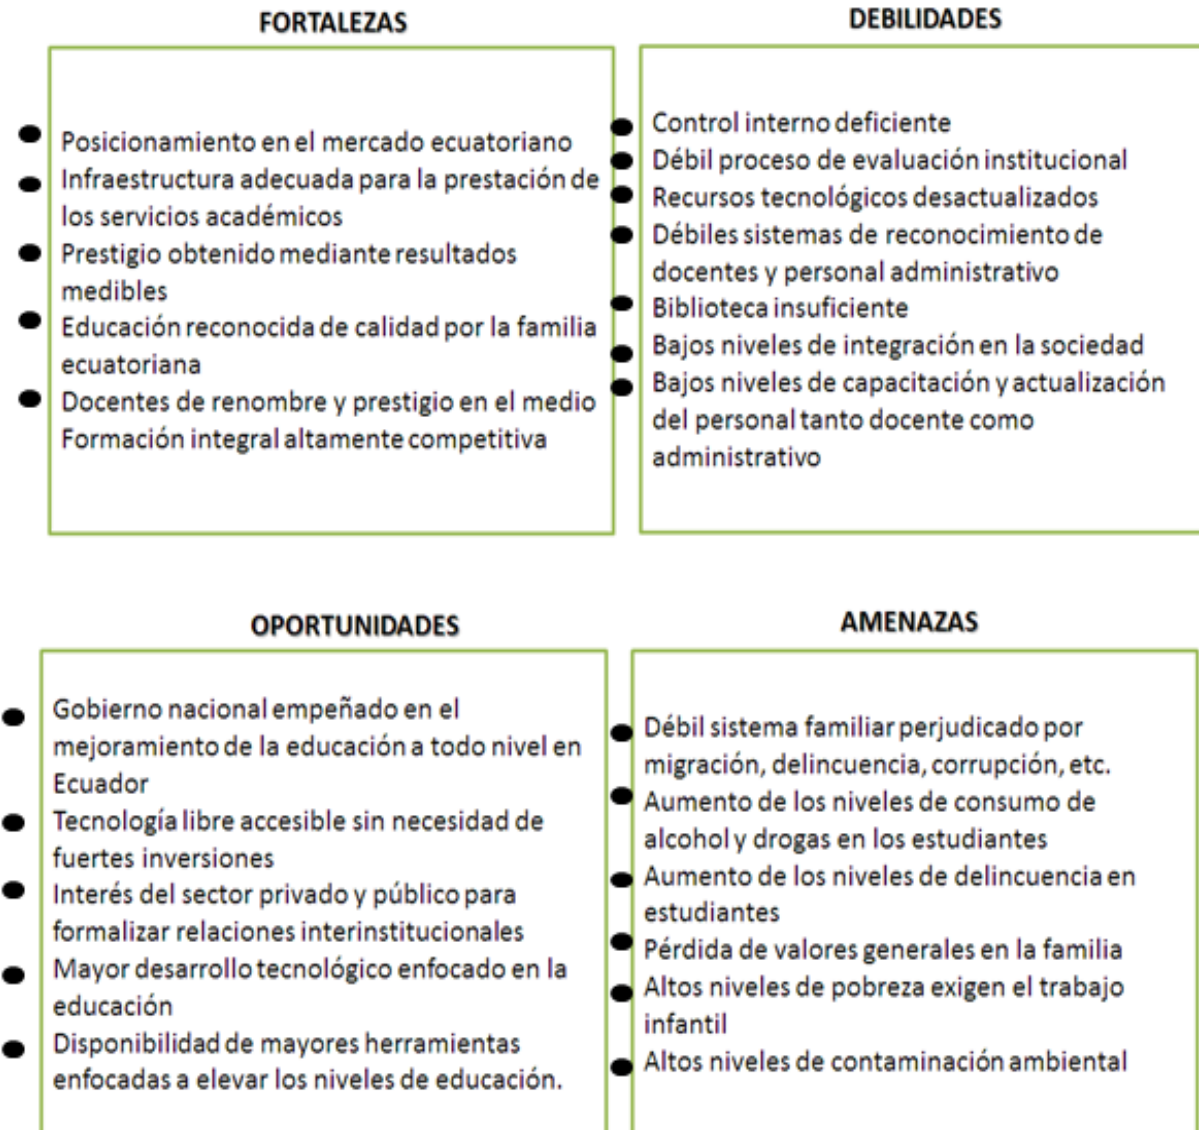 FORTALEZAS
Posicionamiento en el mercado ecuatoriano
Infraestructura adecuada para la prestación de
los servicios académicos
Prestigio obtenido mediante resultados
medibles
Educación reconocida de calidad por la familia
ecuatoriana
Docentes de renombre y prestigio en el medio
Formación integral altamente competitiva
DEBILIDADES
Control interno deficiente
Débil proceso de evaluación institucional
Recursos tecnológicos desactualizados
Débiles sistemas de reconocimiento de
docentes y personal administrativo
Biblioteca insuficiente
Bajos niveles de integración en la sociedad
Bajos niveles de capacitación y actualización
del personal tanto docente como
administrativo
OPORTUNIDADES
Gobierno nacional empeñado en el
mejoramiento de la educación a todo nivel en
Ecuador
Tecnología libre accesible sin necesidad de
fuertes inversiones
Interés del sector privado y público para
formalizar relaciones interinstitucionales
Mayor desarrollo tecnológico enfocado en la
educación
Disponibilidad de mayores herramientas
enfocadas a elevar los niveles de educación.
AMENAZAS
Débil sistema familiar perjudicado por
migración, delincuencia, corrupción, etc.
Aumento de los niveles de consumo de
alcohol y drogas en los estudiantes
Aumento de los niveles de delincuencia en
estudiantes
Pérdida de valores generales en la familia
Altos niveles de pobreza exigen el trabajo
infantil
Altos niveles de contaminación ambiental